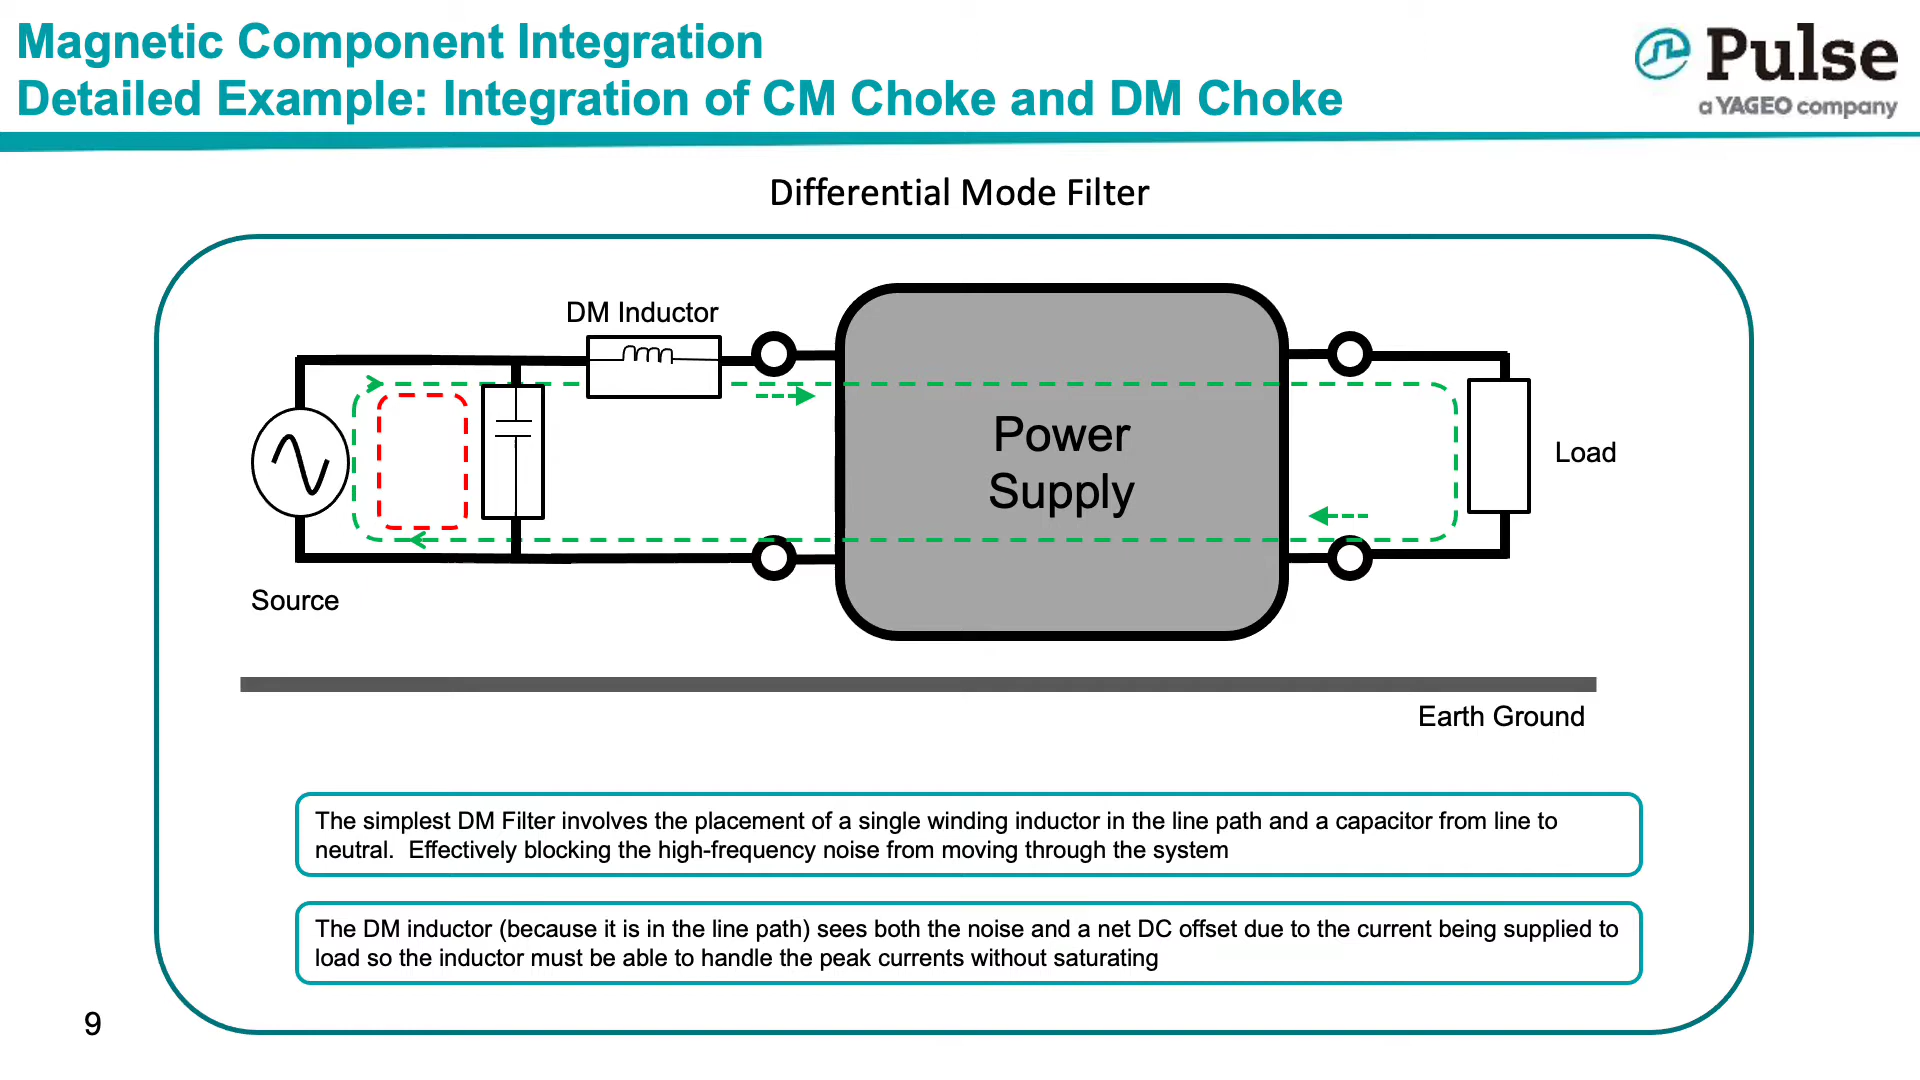 Magnetic Component Integration
Detailed Example: Integration of CM Choke and DM Choke
Pulse
a YAGEO company
Differential Mode Filter
DM Inductor
Power
Supply
Load
Source
Earth Ground
The simplest DM Filter involves the placement of a single winding inductor in the line path and a capacitor from line to
neutral.  Effectively blocking the high-frequency noise from moving through the system
The DM inductor (because it is in the line path) sees both the noise and a net DC offset due to the current being supplied to
load so the inductor must be able to handle the peak currents without saturating
9